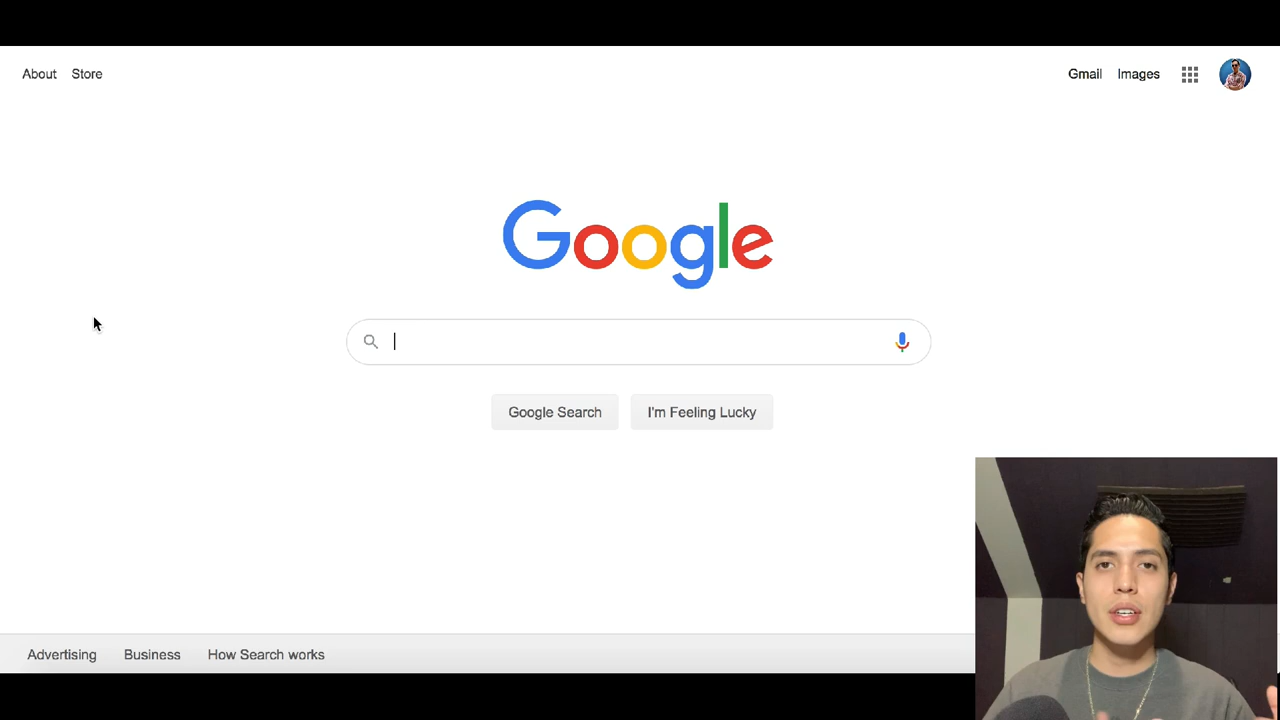 About Store
Gmail Images
Google
Google Search I'm Feeling Lucky
Advertising Business How Search works